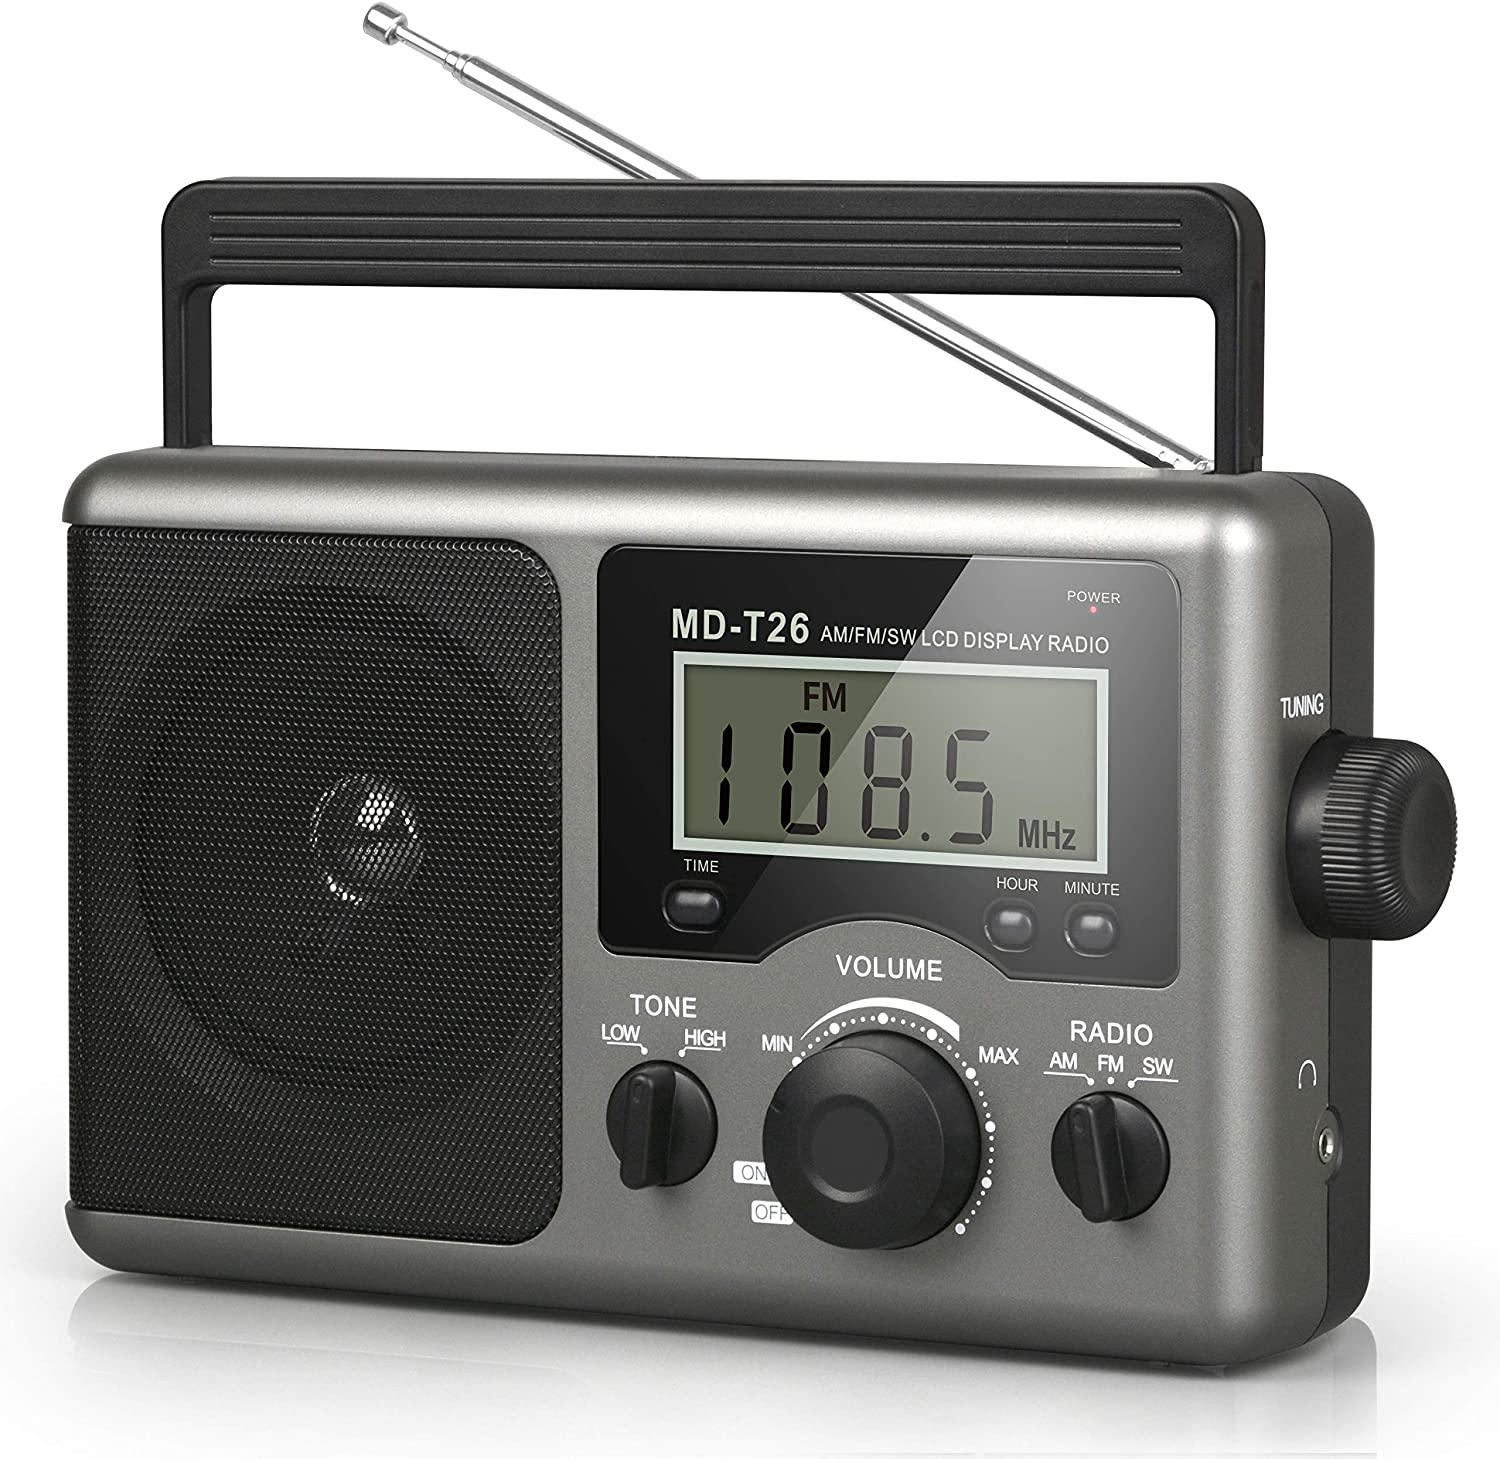 POWER
MD-T26 AM/FM/SW LCD DISPLAY RADIO
FM
108.5 MHz
TUNING
TIME
HOUR MINUTE
VOLUME
TONE
LOW HIGH
MIN MAX
RADIO
AM FM SW
ON
OFF